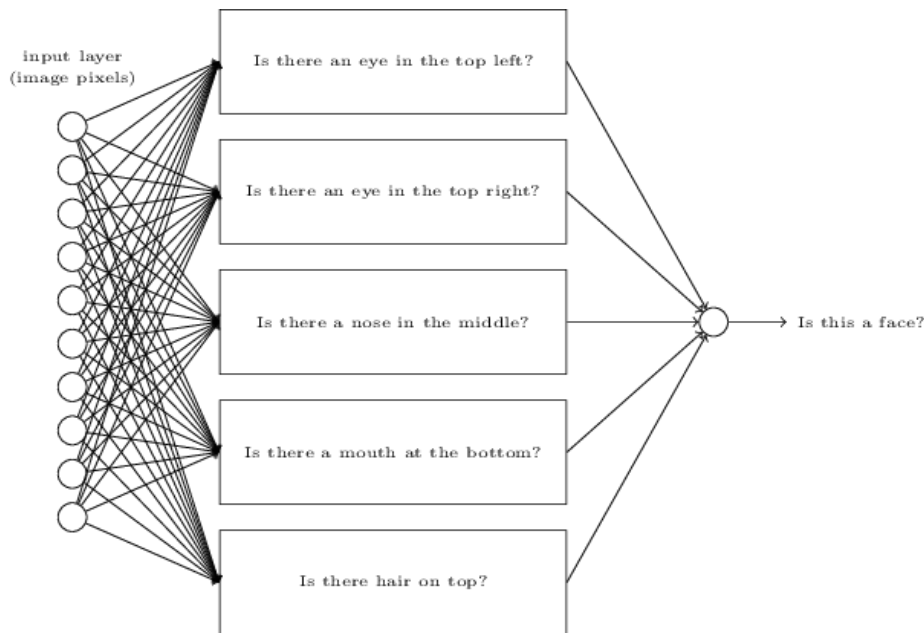 input layer
(image pixels)
Is there an eye in the top left?
Is there an eye in the top right?
Is there a nose in the middle?
Is this a face?
Is there a mouth at the bottom?
Is there hair on top?